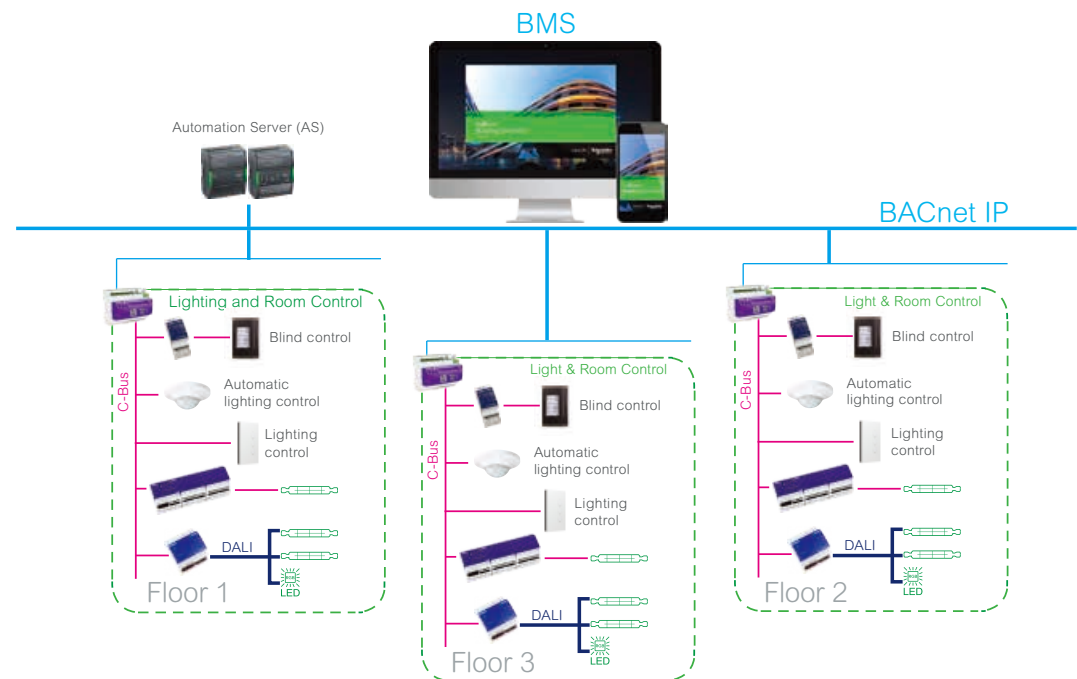 BMS
Automation Server (AS)
BACnet IP
Lighting and Room Control
Blind control
C-Bus
Automatic
lighting control
Lighting
control
DALI
LED
Floor 1
Light & Room Control
Blind control
C-Bus
Automatic
lighting control
Lighting
control
DALI
LED
Floor 3
Light & Room Control
Blind control
C-Bus
Automatic
lighting control
Lighting
control
DALI
LED
Floor 2